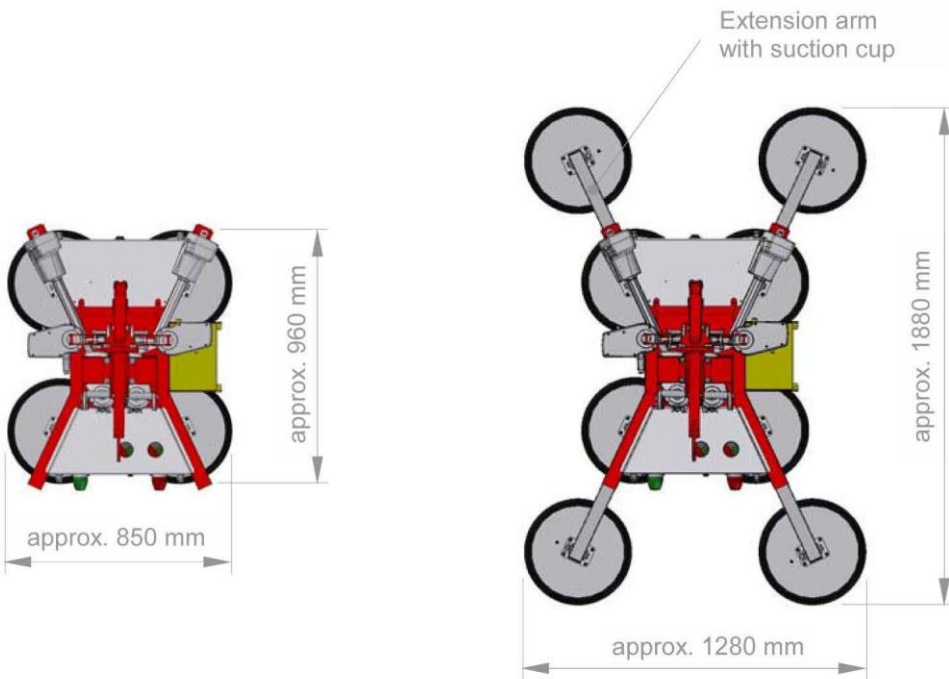 Extension arm
with suction cup
approx. 960 mm
approx. 850 mm
approx. 1880 mm
approx. 1280 mm